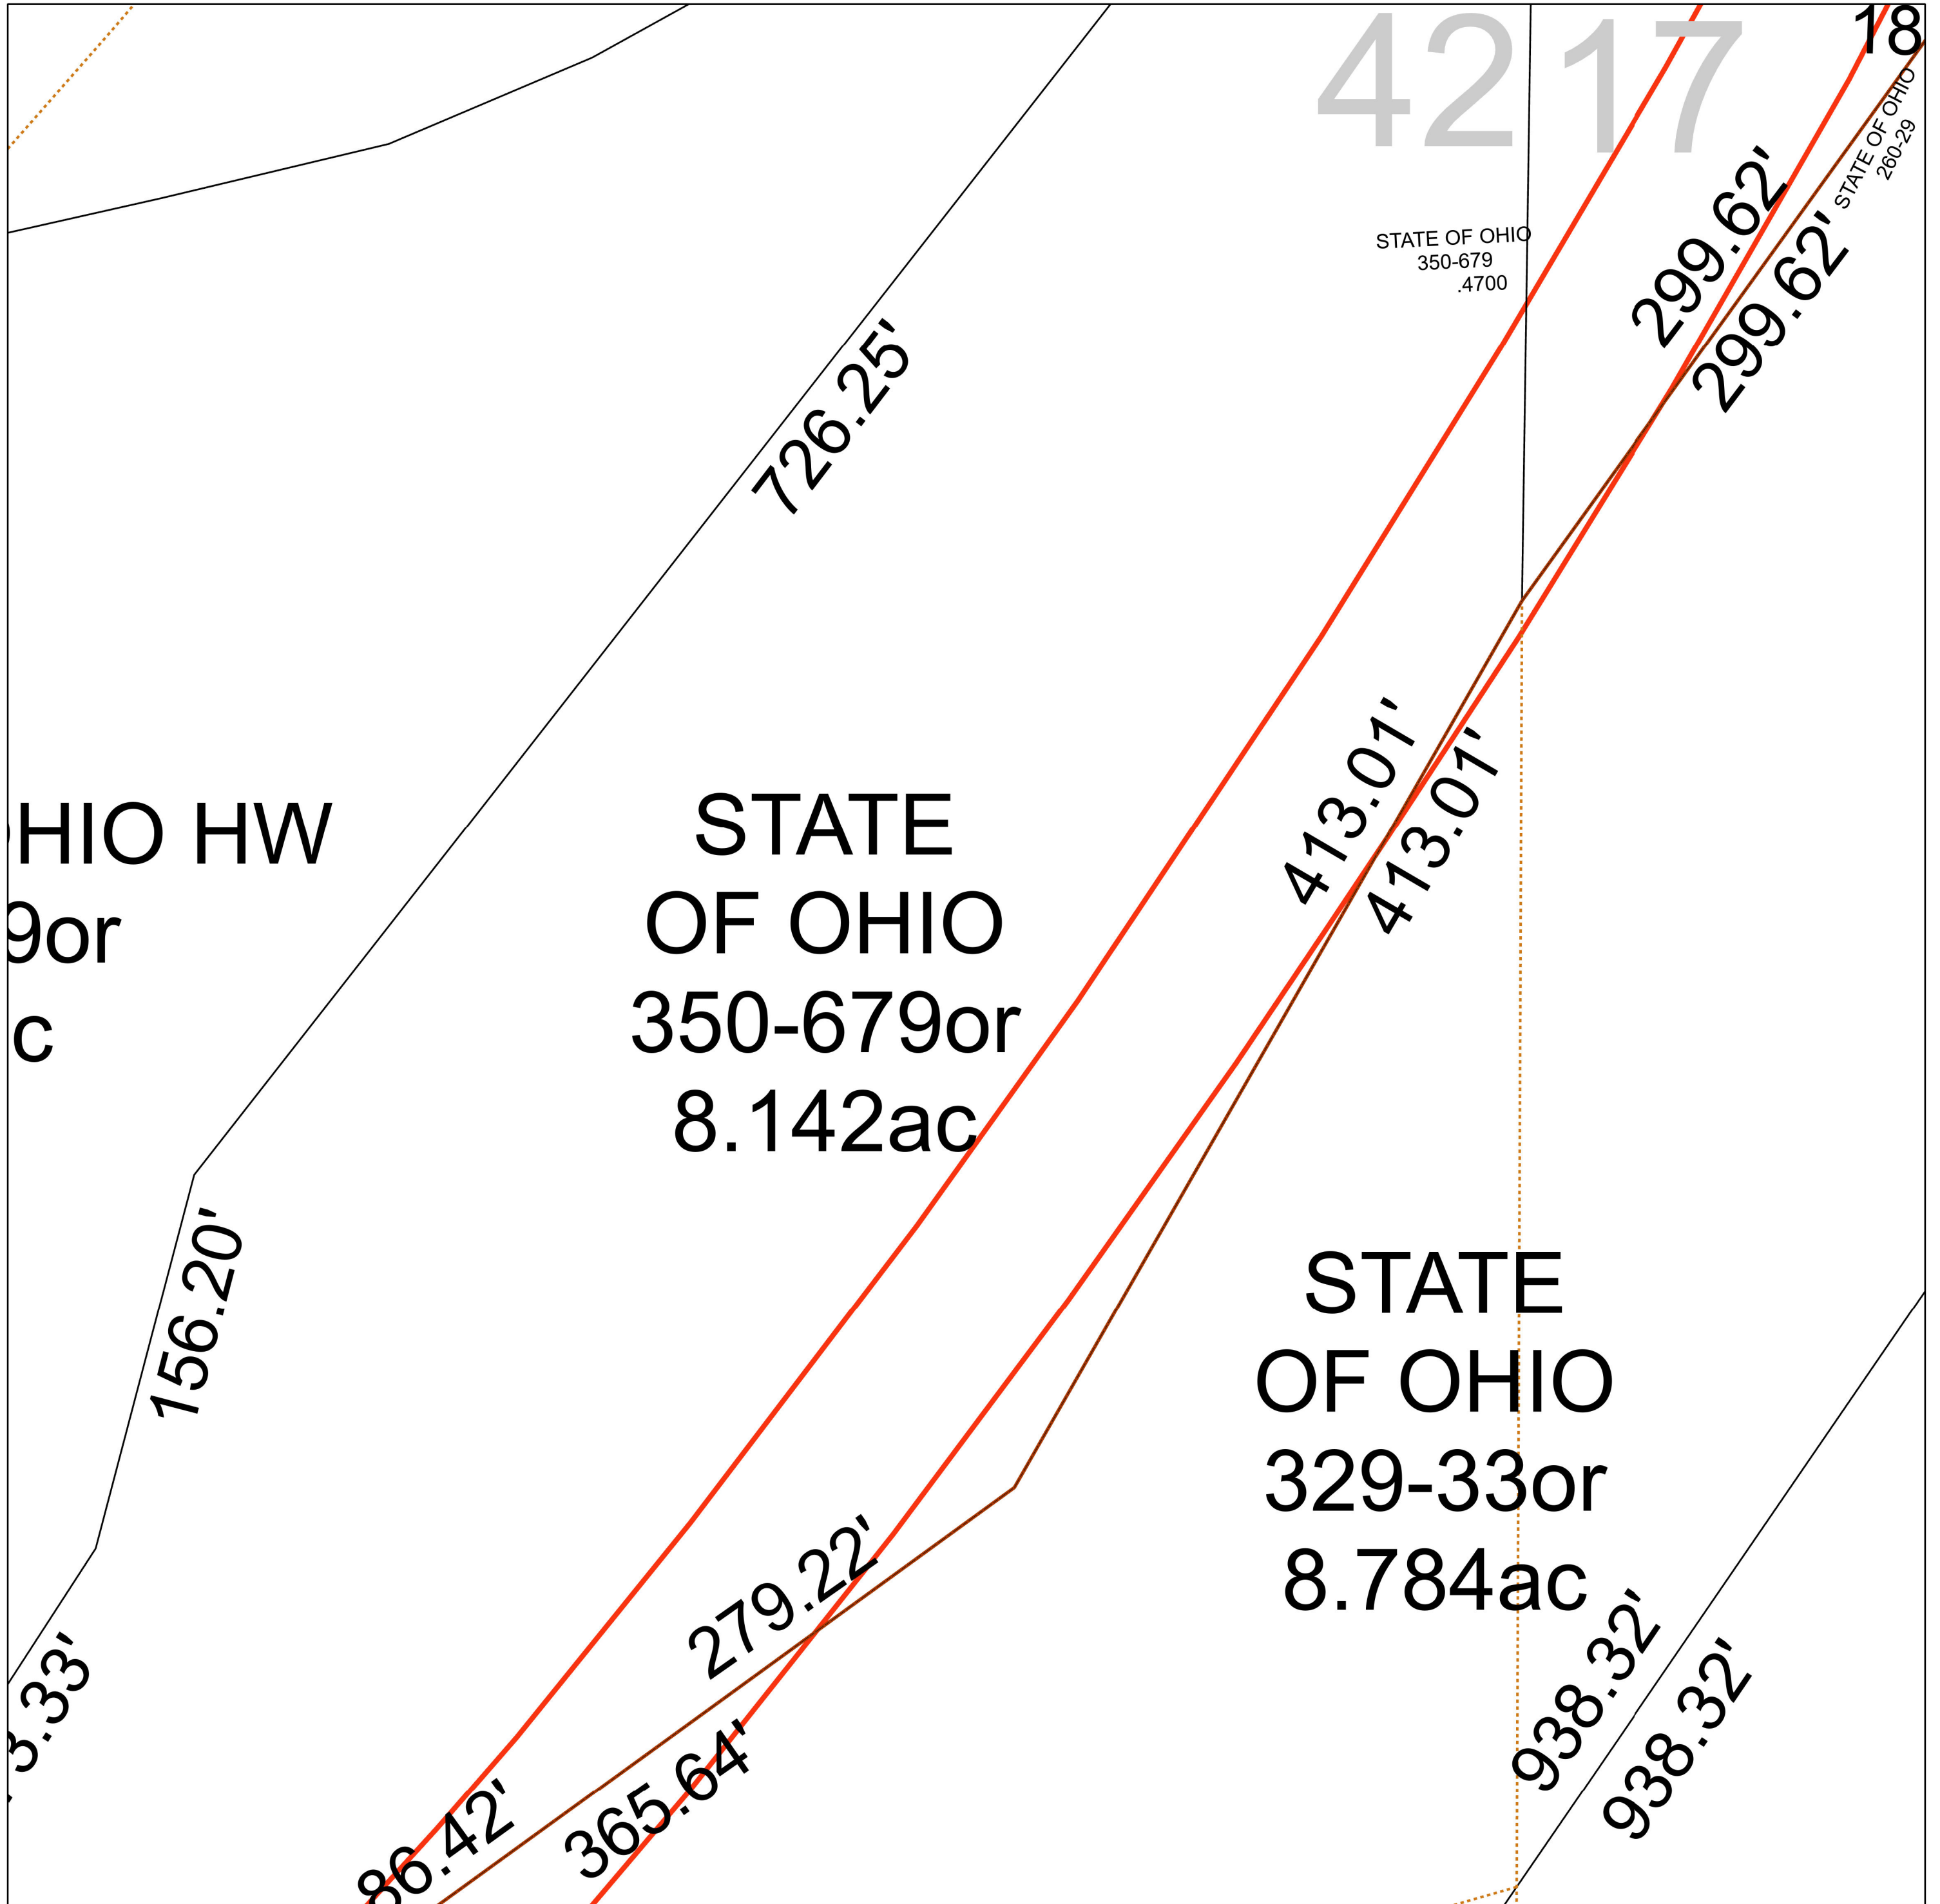 42
17
18
STATE OF OHIO
260-29
STATE OF OHIO
350-679
.4700
299.62'
299.62'
726.25'
413.01'
413.01'
HIO HW
9or
c
STATE
OF OHIO
350-679or
8.142ac
156.20'
STATE
OF OHIO
329-33or
8.784ac
279.22'
365.64'
86.42'
3.33'
938.32'
938.32'